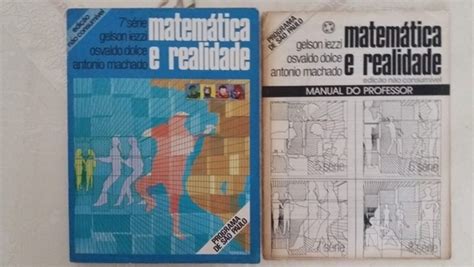 edição
não consumível
7ª série
gelson iezzi
osvaldo dolce
antonio machado
matemática
e realidade
PROGRAMA
DE SÃO PAULO
PROGRAMA
DE SÃO PAULO
gelson iezzi
osvaldo dolce
antonio machado
matemática
e realidade
edição não consumível
MANUAL DO PROFESSOR
5ª série
6ª série
7ª série
8ª série